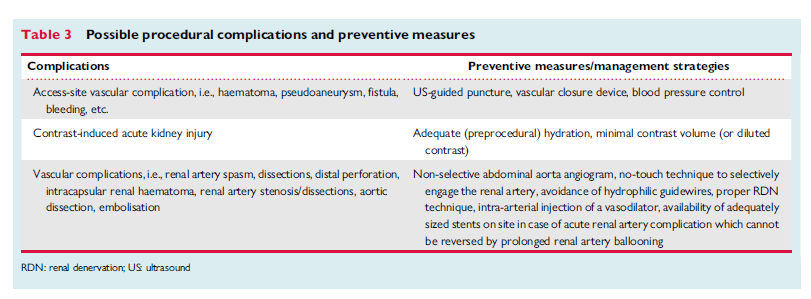 Table 3 Possible procedural complications and preventive measures
Complications
Preventive measures/management strategies
Access-site vascular complication, i.e., haematoma, pseudoaneurysm, fistula,
bleeding, etc.
US-guided puncture, vascular closure device, blood pressure control
Contrast-induced acute kidney injury
Adequate (preprocedural) hydration, minimal contrast volume (or diluted
contrast)
Vascular complications, i.e., renal artery spasm, dissections, distal perforation,
intracapsular renal haematoma, renal artery stenosis/dissections, aortic
dissection, embolisation
Non-selective abdominal aorta angiogram, no-touch technique to selectively
engage the renal artery, avoidance of hydrophilic guidewires, proper RDN
technique, intra-arterial injection of a vasodilator, availability of adequately
sized stents on site in case of acute renal artery complication which cannot
be reversed by prolonged renal artery ballooning
RDN: renal denervation; US: ultrasound